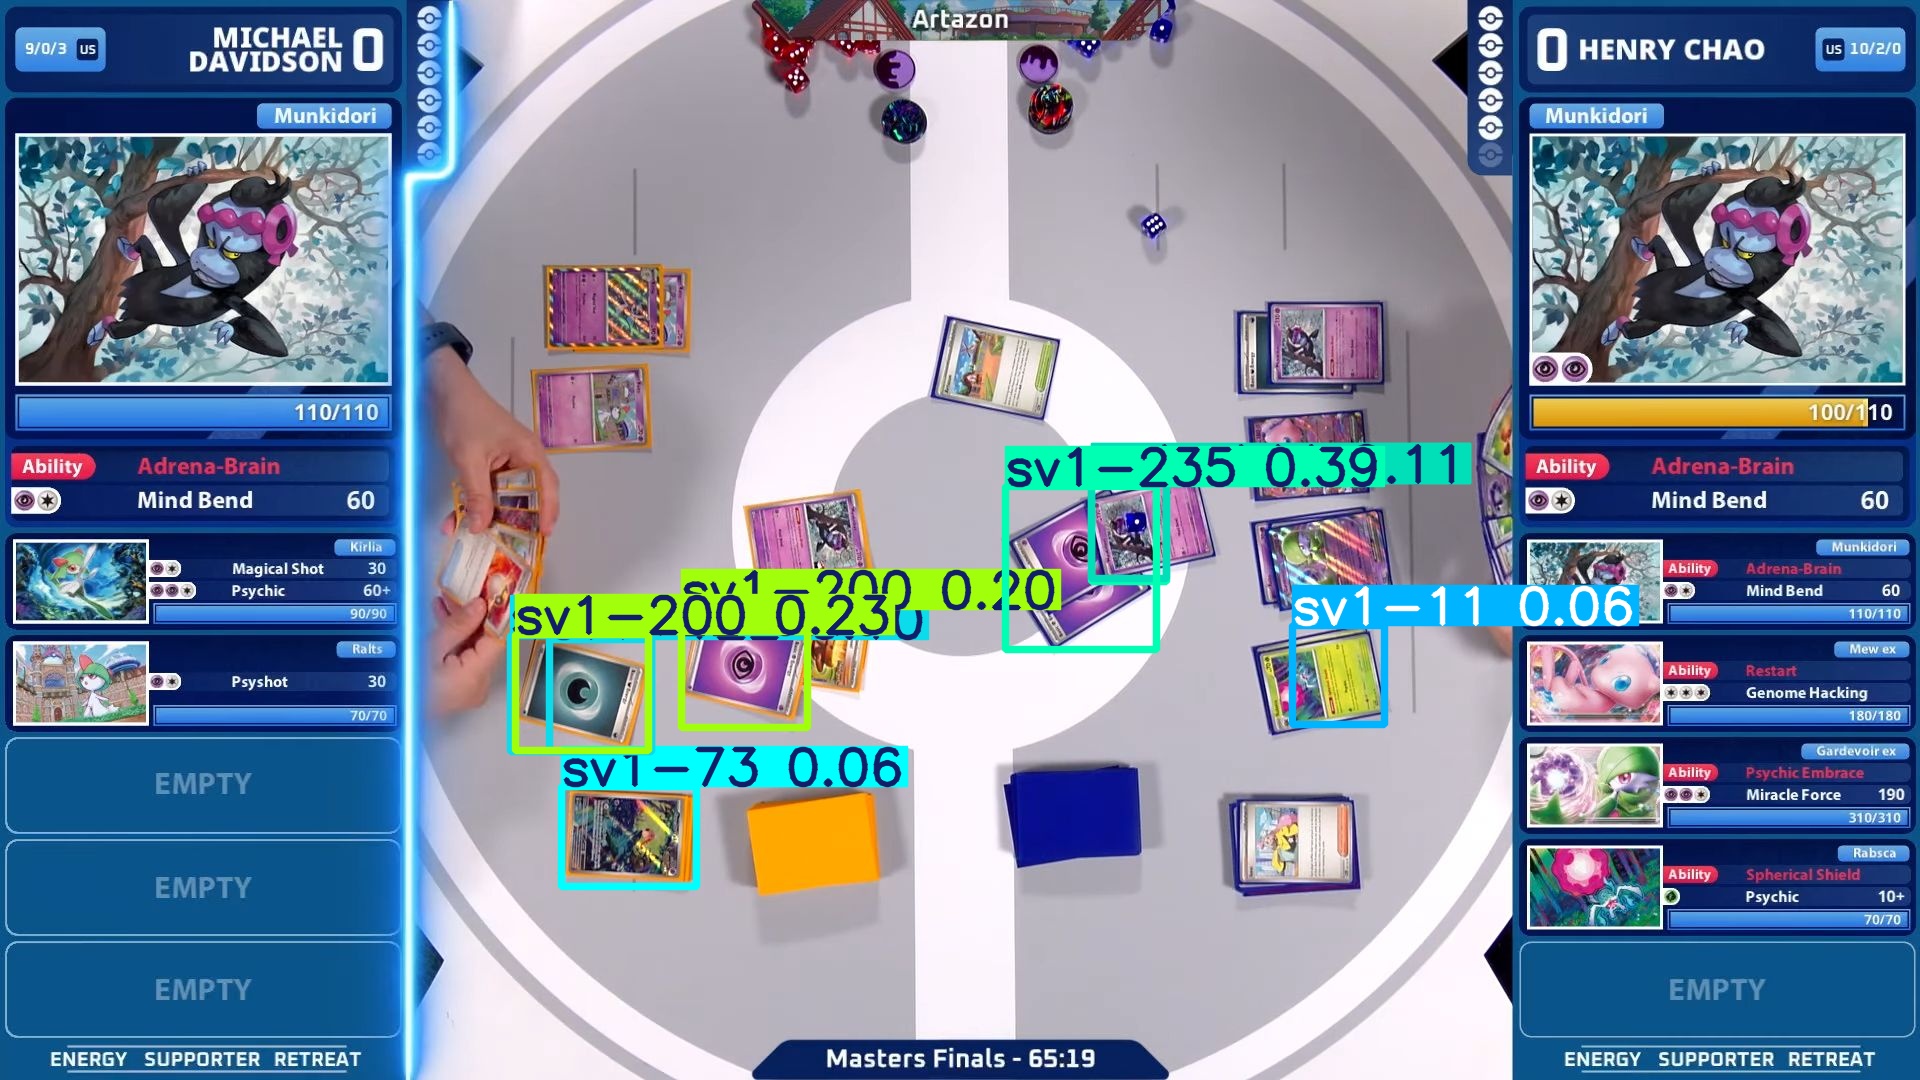 9/0/3 US
MICHAEL DAVIDSON 0
Munkidori
110/110
Ability Adrena-Brain
Mind Bend 60
Kirlia
Magical Shot 30
Psychic 60+
90/90
Ralts
Psyshot 30
70/70
EMPTY
EMPTY
EMPTY
ENERGY SUPPORTER RETREAT
Artazon
sv1-235 0.39.11
sv1-200 0.20
sv1-200 0.230
sv1-11 0.06
sv1-73 0.06
Masters Finals - 65:19
0 HENRY CHAO
US 10/2/0
Munkidori
100/110
Ability Adrena-Brain
Mind Bend 60
Munkidori
Ability Adrena-Brain
Mind Bend 60
110/110
Mew ex
Ability Restart
Genome Hacking
180/180
Gardevoir ex
Ability Psychic Embrace
Miracle Force 190
310/310
Rabsca
Ability Spherical Shield
Psychic 10+
70/70
EMPTY
ENERGY SUPPORTER RETREAT